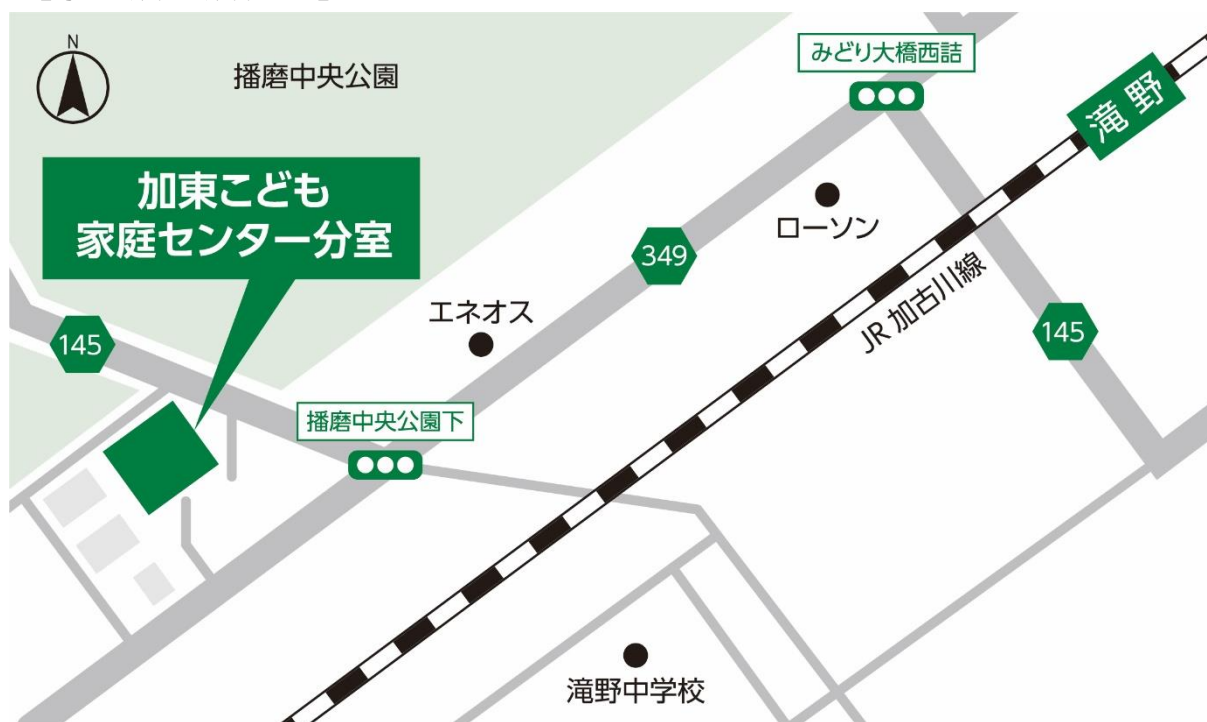 N
播磨中央公園
みどり大橋西詰
滝野
加東こども
家庭センター分室
ローソン
349
エネオス
JR 加古川線
145
145
播磨中央公園下
滝野中学校